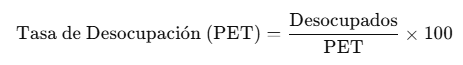 Tasa de Desocupación (PET) = Desocupados / PET × 100